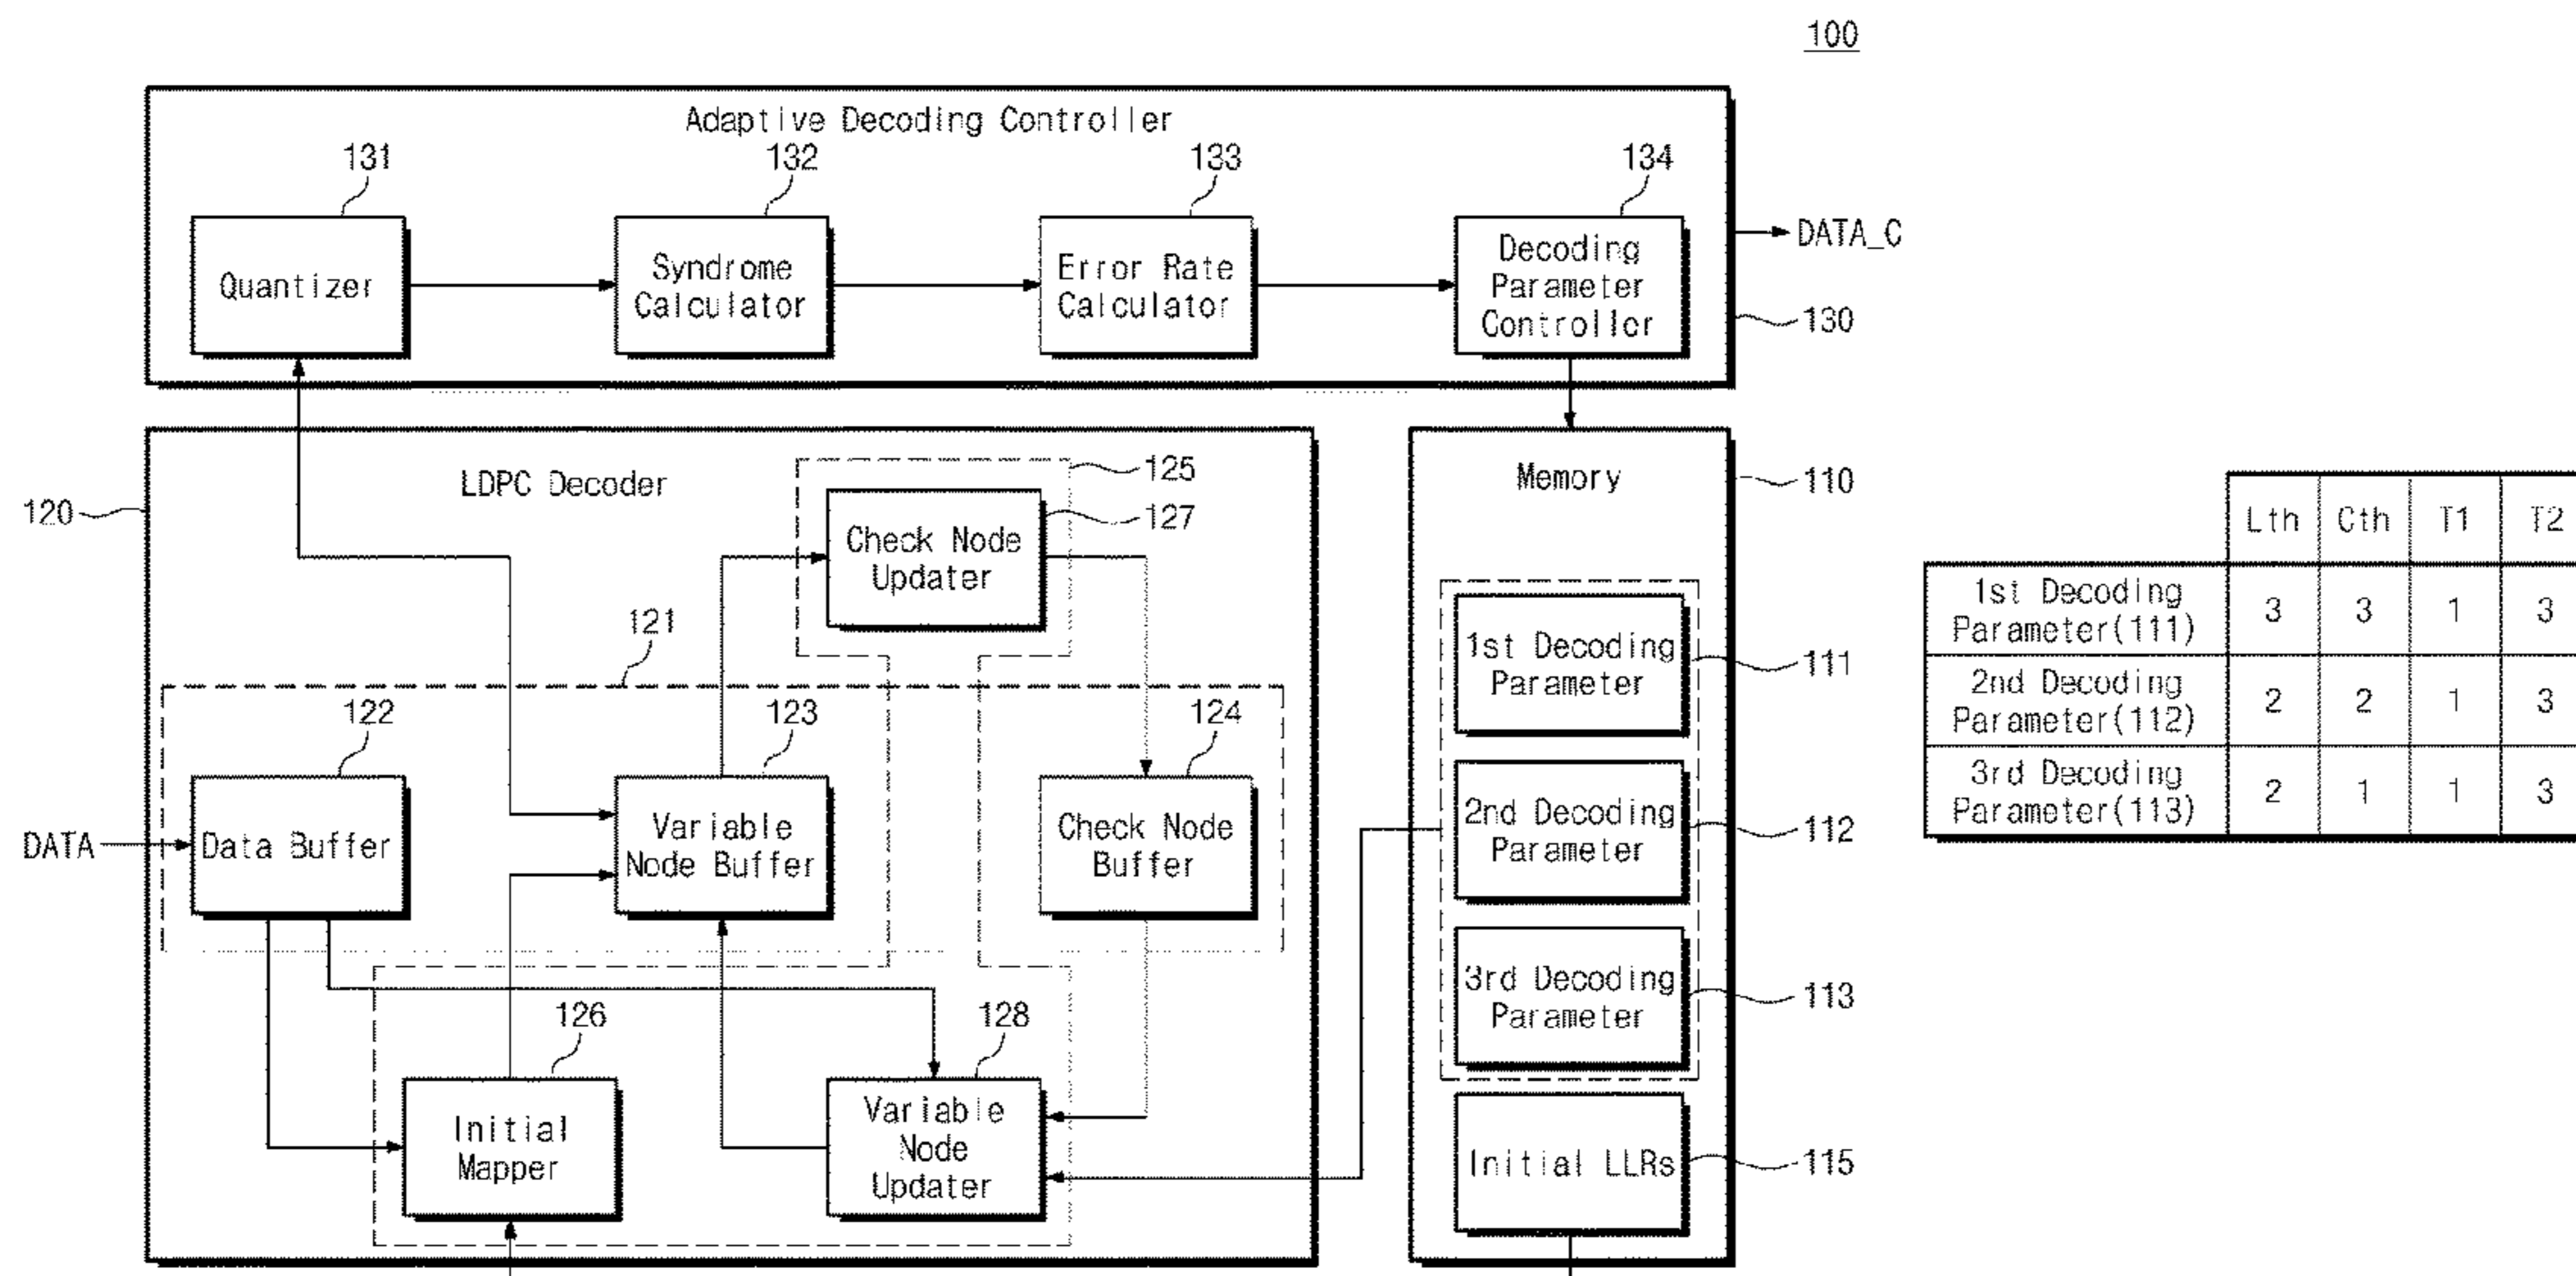 100
Adaptive Decoding Controller
131
132
133
134
Quantizer
Syndrome
Calculator
Error Rate
Calculator
Decoding
Parameter
Controller
DATA_C
130
LDPC Decoder
120
125
127
Check Node
Updater
121
122
123
124
DATA
Data Buffer
Variable
Node Buffer
Check Node
Buffer
126
128
Initial
Mapper
Variable
Node
Updater
Memory
110
1st Decoding
Parameter
111
2nd Decoding
Parameter
112
3rd Decoding
Parameter
113
Initial LLRs
115
Lth Cth T1 T2
1st Decoding
Parameter(111) 3 3 1 3
2nd Decoding
Parameter(112) 2 2 1 3
3rd Decoding
Parameter(113) 2 1 1 3